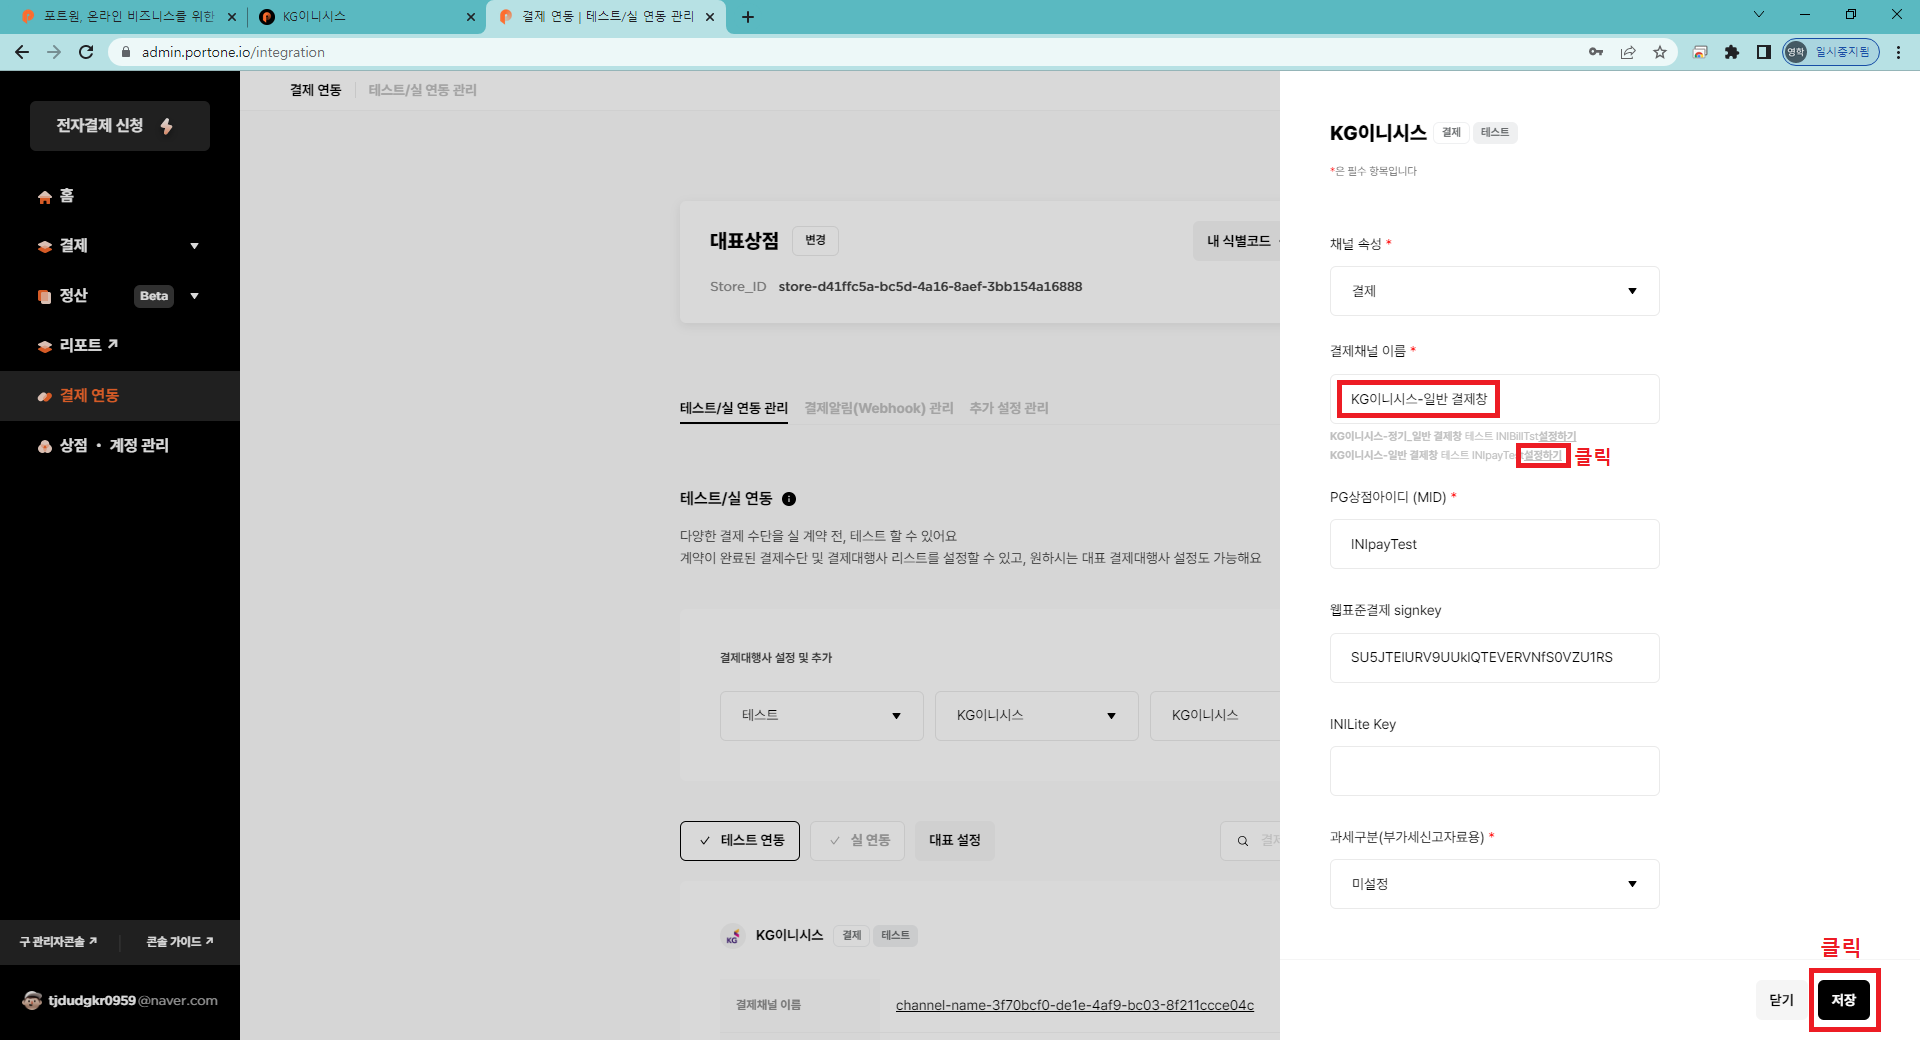 포트원, 온라인 비즈니스를 위한
KG이니시스
결제 연동 | 테스트/실 연동 관리
admin.portone.io/integration
영학
일시중지됨
전자결제 신청
홈
결제
정산 Beta
리포트
결제 연동
상점 · 계정 관리
구 관리자콘솔
콘솔 가이드
tjdudgkr0959@naver.com
결제 연동
테스트/실 연동 관리
대표상점 변경
내 식별코드
Store_ID store-d41ffc5a-bc5d-4a16-8aef-3bb154a16888
테스트/실 연동 관리 결제알림(Webhook) 관리 추가 설정 관리
테스트/실 연동
다양한 결제 수단을 실 계약 전, 테스트 할 수 있어요
계약이 완료된 결제수단 및 결제대행사 리스트를 설정할 수 있고, 원하시는 대표 결제대행사 설정도 가능해요
결제대행사 설정 및 추가
테스트 KG이니시스 KG이니시스
테스트 연동 실 연동 대표 설정
KG KG이니시스 결제 테스트
결제채널 이름 channel-name-3f70bcf0-de1e-4af9-bc03-8f211ccce04c
KG이니시스 결제 테스트
*은 필수 항목입니다
채널 속성 *
결제
결제채널 이름 *
KG이니시스-일반 결제창
KG이니시스-정기_일반 결제창 테스트 INIBillTst설정하기
KG이니시스-일반 결제창 테스트 INIpayTest설정하기 클릭
PG상점아이디 (MID) *
INIpayTest
웹표준결제 signkey
SU5JTElURV9UUklQTEVERVNfS0VZU1RS
INILite Key
과세구분(부가세신고자료용) *
미설정
클릭
닫기 저장